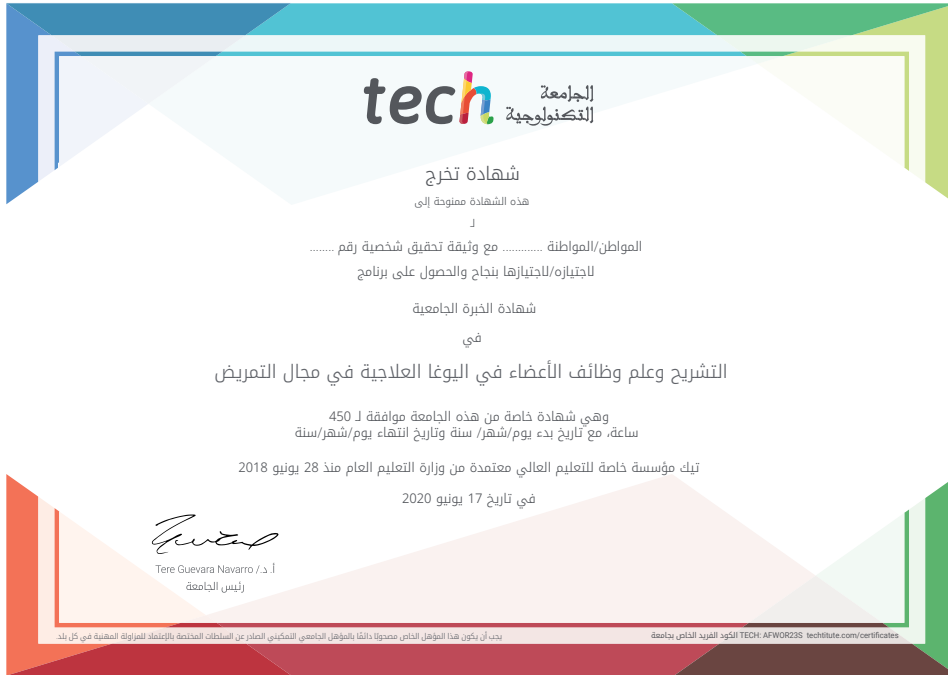 tech الجامعة
التكنولوجية
شهادة تخرج
هذه الشهادة ممنوحة إلى
لـ
المواطن/المواطنة ............ مع وثيقة تحقيق شخصية رقم ........
لاجتيازه/لاجتيازها بنجاح والحصول على برنامج
شهادة الخبرة الجامعية
في
التشريح وعلم وظائف الأعضاء في اليوغا العلاجية في مجال التمريض
وهي شهادة خاصة من هذه الجامعة موافقة لـ 450
ساعة، مع تاريخ بدء يوم/شهر/ سنة وتاريخ انتهاء يوم/شهر/سنة
تيك مؤسسة خاصة للتعليم العالي معتمدة من وزارة التعليم العام منذ 28 يونيو 2018
في تاريخ 17 يونيو 2020
أ. د./ Tere Guevara Navarro
رئيس الجامعة
يجب أن يكون هذا المؤهل الخاص مصحوبًا دائمًا بالمؤهل الجامعي التمكيني الصادر عن السلطات المختصة بالإعتماد للمزاولة المهنية في كل بلد.
الكود الفريد الخاص بجامعة TECH: AFWOR23S techtitute.com/certificates